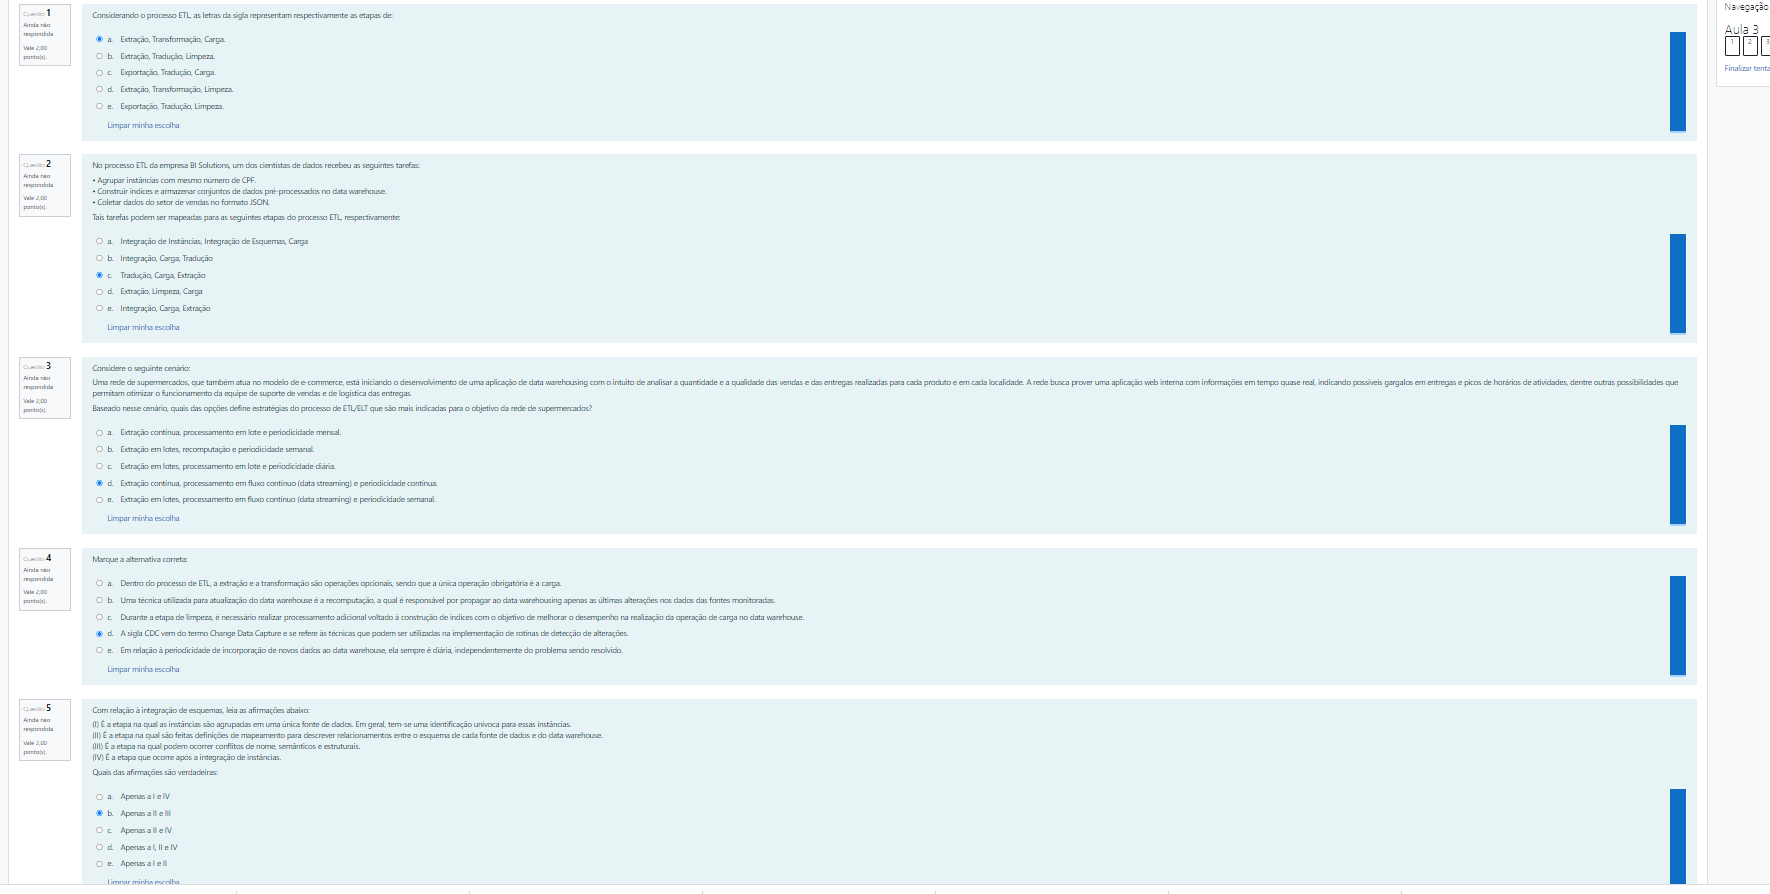 Questão 1
Ainda não
respondida
Vale 2,00
ponto(s).
Considerando o processo ETL, as letras da sigla representam respectivamente as etapas de:
a. Extração, Transformação, Carga.
b. Extração, Tradução, Limpeza.
c. Exportação, Tradução, Carga.
d. Extração, Transformação, Limpeza.
e. Exportação, Tradução, Limpeza.
Limpar minha escolha
Questão 2
Ainda não
respondida
Vale 2,00
ponto(s).
No processo ETL da empresa BI Solutions, um dos cientistas de dados recebeu as seguintes tarefas:
• Agrupar instâncias com mesmo número de CPF.
• Construir índices e armazenar conjuntos de dados pré-processados no data warehouse.
• Coletar dados do setor de vendas no formato JSON.
Tais tarefas podem ser mapeadas para as seguintes etapas do processo ETL, respectivamente:
a. Integração de Instâncias, Integração de Esquemas, Carga
b. Integração, Carga, Tradução
c. Tradução, Carga, Extração
d. Extração, Limpeza, Carga
e. Integração, Carga, Extração
Limpar minha escolha
Questão 3
Ainda não
respondida
Vale 2,00
ponto(s).
Considere o seguinte cenário:
Uma rede de supermercados, que também atua no modelo de e-commerce, está iniciando o desenvolvimento de uma aplicação de data warehousing com o intuito de analisar a quantidade e a qualidade das vendas e das entregas realizadas para cada produto e em cada localidade. A rede busca prover uma aplicação web interna com informações em tempo quase real, indicando possíveis gargalos em entregas e picos de horários de atividades, dentre outras possibilidades que
permitam otimizar o funcionamento da equipe de suporte de vendas e de logística das entregas.
Baseado nesse cenário, quais das opções define estratégias do processo de ETL/ELT que são mais indicadas para o objetivo da rede de supermercados?
a. Extração contínua, processamento em lote e periodicidade mensal.
b. Extração em lotes, recomputação e periodicidade semanal.
c. Extração em lotes, processamento em lote e periodicidade diária.
d. Extração contínua, processamento em fluxo contínuo (data streaming) e periodicidade contínua.
e. Extração em lotes, processamento em fluxo contínuo (data streaming) e periodicidade semanal.
Limpar minha escolha
Questão 4
Ainda não
respondida
Vale 2,00
ponto(s).
Marque a alternativa correta:
a. Dentro do processo de ETL, a extração e a transformação são operações opcionais, sendo que a única operação obrigatória é a carga.
b. Uma técnica utilizada para atualização do data warehouse é a recomputação, a qual é responsável por propagar ao data warehousing apenas as últimas alterações nos dados das fontes monitoradas.
c. Durante a etapa de limpeza, é necessário realizar processamento adicional voltado à construção de índices com o objetivo de melhorar o desempenho na realização da operação de carga no data warehouse.
d. A sigla CDC vem do termo Change Data Capture e se refere às técnicas que podem ser utilizadas na implementação de rotinas de detecção de alterações.
e. Em relação à periodicidade de incorporação de novos dados ao data warehouse, ela sempre é diária, independentemente do problema sendo resolvido.
Limpar minha escolha
Questão 5
Ainda não
respondida
Vale 2,00
ponto(s).
Com relação à integração de esquemas, leia as afirmações abaixo:
(I) É a etapa na qual as instâncias são agrupadas em uma única fonte de dados. Em geral, tem-se uma identificação unívoca para essas instâncias.
(II) É a etapa na qual são feitas definições de mapeamento para descrever relacionamentos entre o esquema de cada fonte de dados e do data warehouse.
(III) É a etapa na qual podem ocorrer conflitos de nome, semânticos e estruturais.
(IV) É a etapa que ocorre após a integração de instâncias.
Quais das afirmações são verdadeiras:
a. Apenas a I e IV
b. Apenas a II e III
c. Apenas a II e IV
d. Apenas a I, II e IV
e. Apenas a I e II
Limpar minha escolha
Navegação
Aula 3
1 2 3
Finalizar tenta